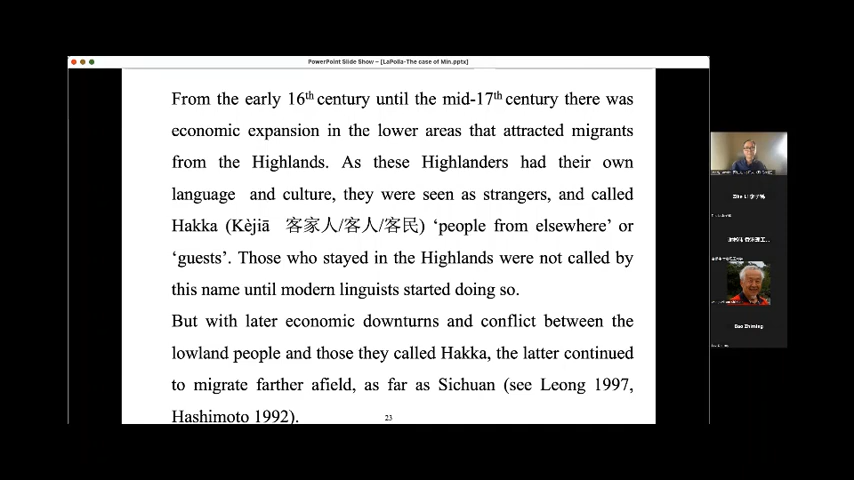 PowerPoint Slide Show – [LaPolla-The case of Min.pptx]
From the early 16th century until the mid-17th century there was
economic expansion in the lower areas that attracted migrants
from the Highlands. As these Highlanders had their own
language and culture, they were seen as strangers, and called
Hakka (Kèjiā 客家人/客人/客民) ‘people from elsewhere’ or
‘guests’. Those who stayed in the Highlands were not called by
this name until modern linguists started doing so.
But with later economic downturns and conflict between the
lowland people and those they called Hakka, the latter continued
to migrate farther afield, as far as Sichuan (see Leong 1997,
Hashimoto 1992).
23
Bao Zhiming